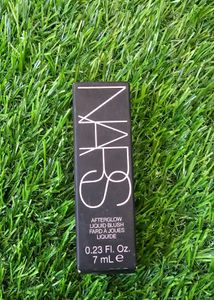 NARS
AFTERGLOW
LIQUID BLUSH
FARD À JOUES
LIQUIDE
0.23 Fl. Oz.
7 mL ℮